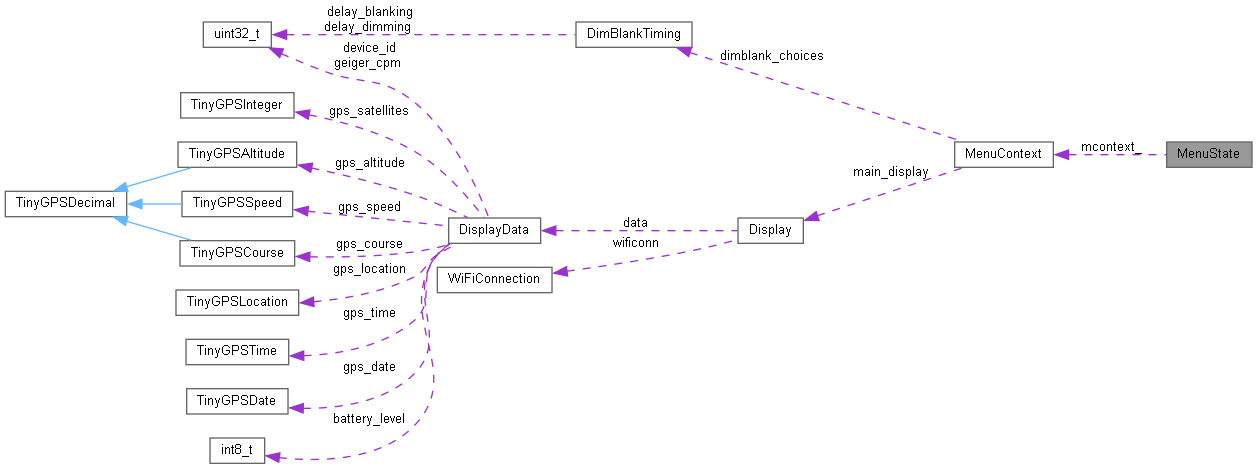 delay_blanking
delay_dimming
uint32_t
DimBlankTiming
device_id
geiger_cpm
dimblank_choices
TinyGPSInteger
gps_satellites
TinyGPSAltitude
gps_altitude
MenuContext
mcontext_
MenuState
main_display
TinyGPSDecimal
TinyGPSSpeed
gps_speed
DisplayData
data
Display
wificonn
TinyGPSCourse
gps_course
gps_location
WiFiConnection
TinyGPSLocation
gps_time
TinyGPSTime
gps_date
TinyGPSDate
battery_level
int8_t